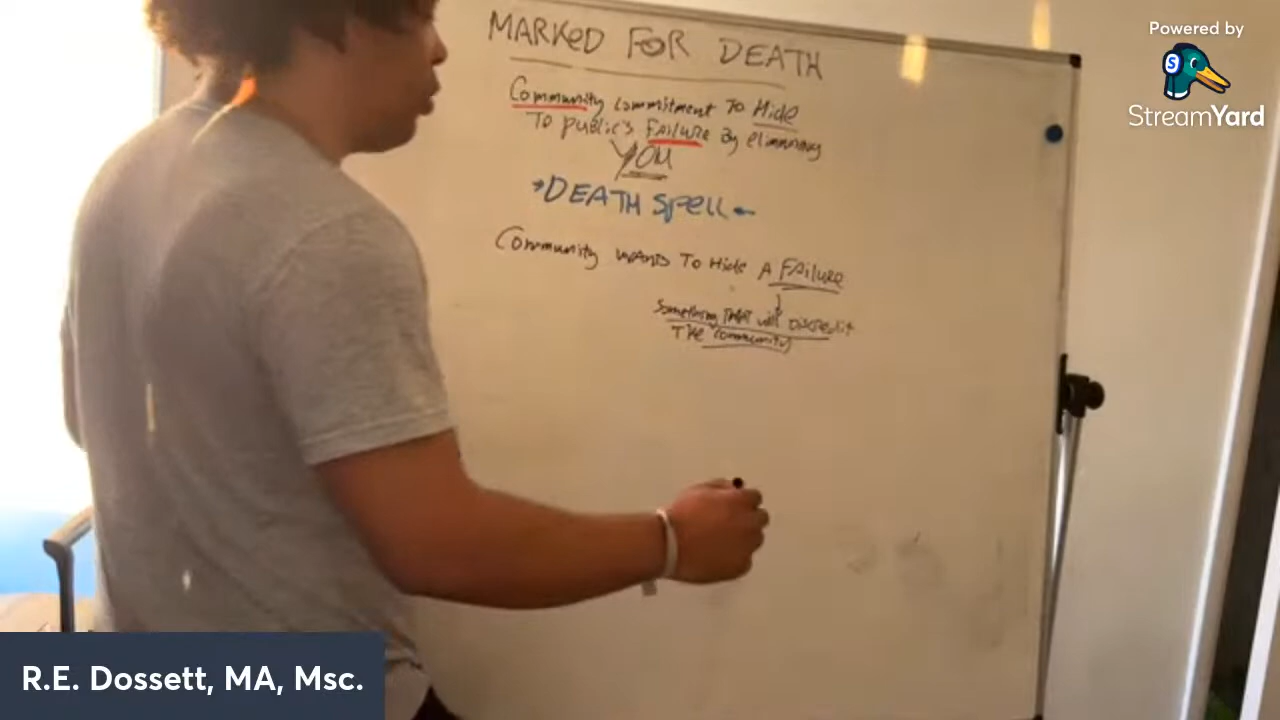 MARKED FOR DEATH
Community commitment To Hide
To public's FAilure By elimming
YOU
DEATH Spell
Community wants To Hide A FAilure
Something THAT will Discredit
THe community
Powered by
StreamYard
R.E. Dossett, MA, Msc.